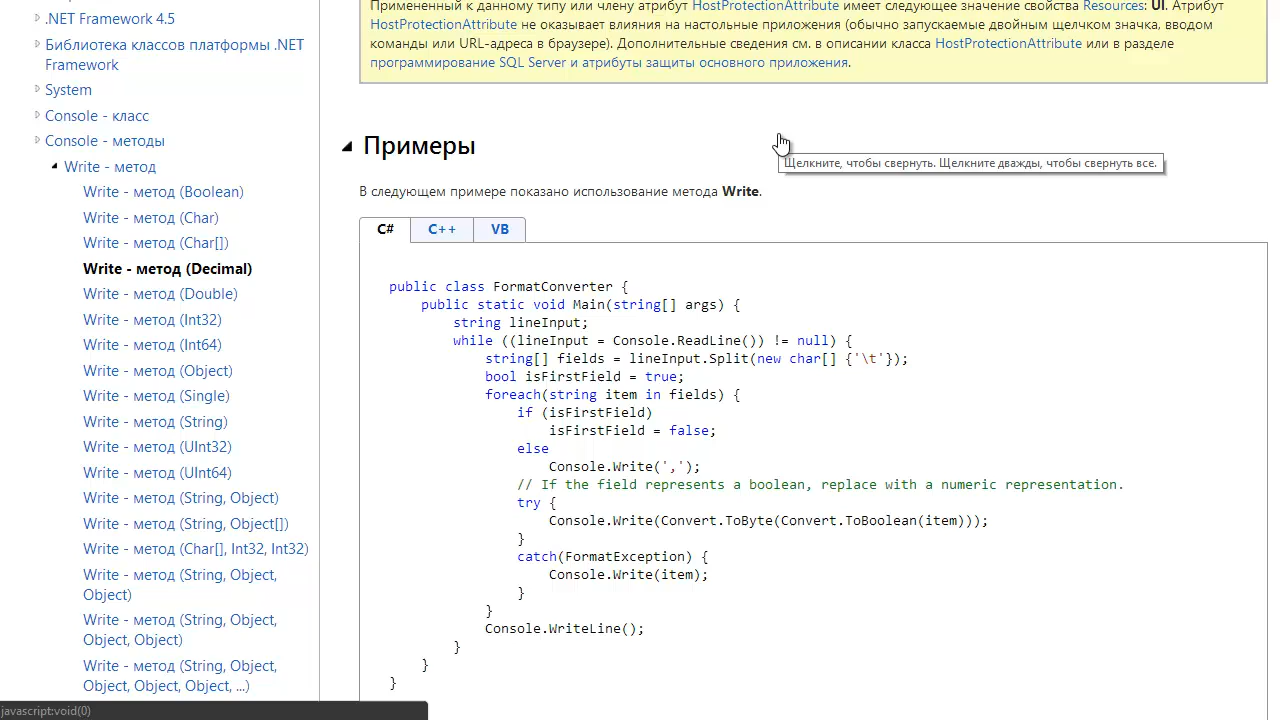 .NET Framework 4.5
Библиотека классов платформы .NET
Framework
System
Console - класс
Console - методы
Write - метод
Write - метод (Boolean)
Write - метод (Char)
Write - метод (Char[])
Write - метод (Decimal)
Write - метод (Double)
Write - метод (Int32)
Write - метод (Int64)
Write - метод (Object)
Write - метод (Single)
Write - метод (String)
Write - метод (UInt32)
Write - метод (UInt64)
Write - метод (String, Object)
Write - метод (String, Object[])
Write - метод (Char[], Int32, Int32)
Write - метод (String, Object,
Object)
Write - метод (String, Object,
Object, Object)
Write - метод (String, Object,
Object, Object, Object, ...)
javascript:void(0)
Примененный к данному типу или члену атрибут HostProtectionAttribute имеет следующее значение свойства Resources: UI. Атрибут
HostProtectionAttribute не оказывает влияния на настольные приложения (обычно запускаемые двойным щелчком значка, вводом
команды или URL-адреса в браузере). Дополнительные сведения см. в описании класса HostProtectionAttribute или в разделе
программирование SQL Server и атрибуты защиты основного приложения.
Примеры
Щелкните, чтобы свернуть. Щелкните дважды, чтобы свернуть все.
В следующем примере показано использование метода Write.
C# C++ VB
public class FormatConverter {
public static void Main(string[] args) {
string lineInput;
while ((lineInput = Console.ReadLine()) != null) {
string[] fields = lineInput.Split(new char[] {'\t'});
bool isFirstField = true;
foreach(string item in fields) {
if (isFirstField)
isFirstField = false;
else
Console.Write(',');
// If the field represents a boolean, replace with a numeric representation.
try {
Console.Write(Convert.ToByte(Convert.ToBoolean(item)));
}
catch(FormatException) {
Console.Write(item);
}
}
Console.WriteLine();
}
}
}